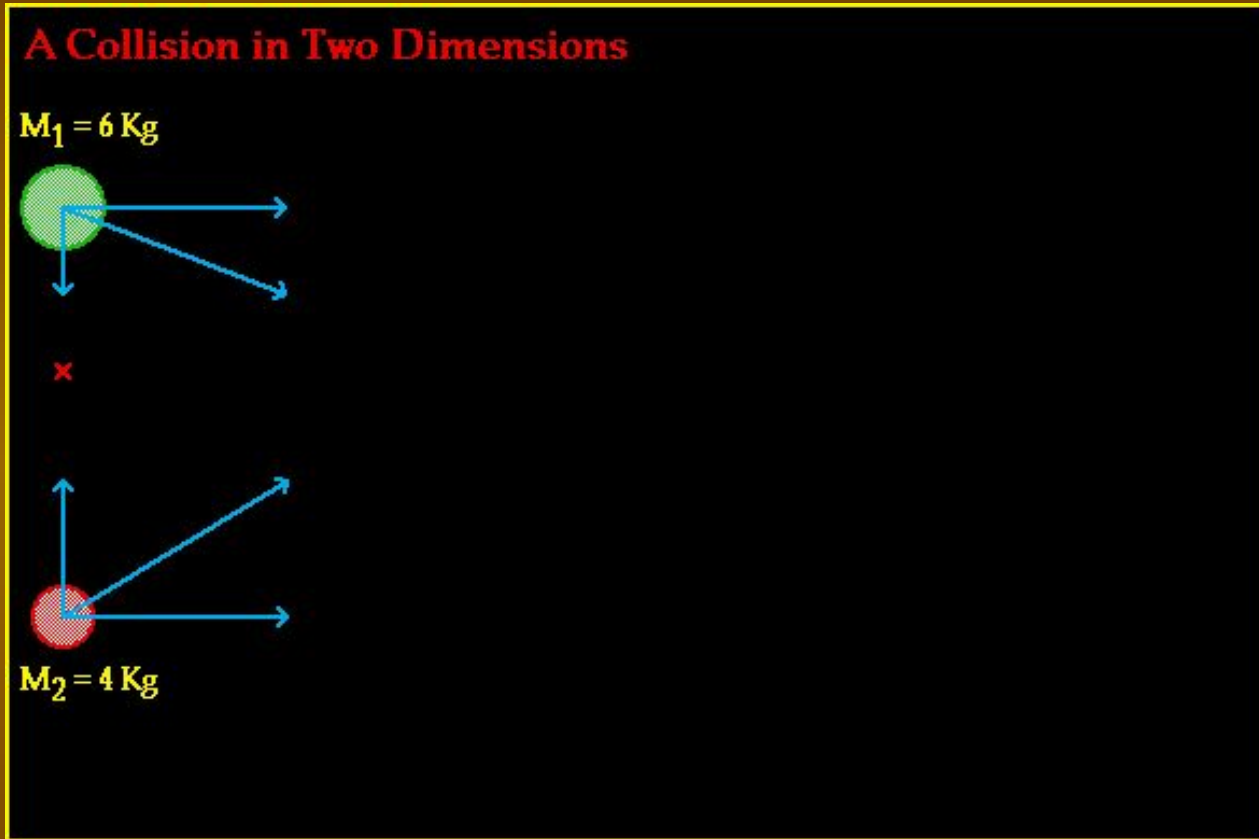 A Collision in Two Dimensions
M₁ = 6 Kg
M₂ = 4 Kg